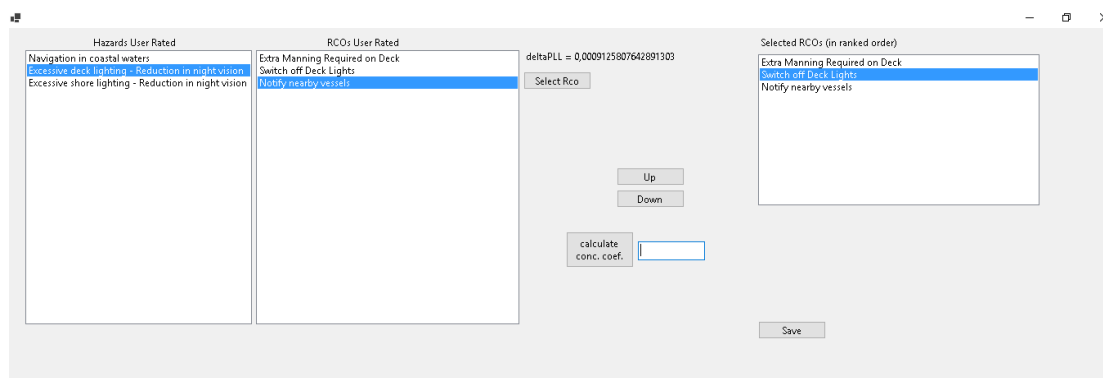 Hazards User Rated
Navigation in coastal waters
Excessive deck lighting - Reduction in night vision
Excessive shore lighting - Reduction in night vision
RCOs User Rated
Extra Manning Required on Deck
Switch off Deck Lights
Notify nearby vessels
deltaPLL = 0,0009125807642891303
Select Rco
Up
Down
calculate
conc. coef.
Selected RCOs (in ranked order)
Extra Manning Required on Deck
Switch off Deck Lights
Notify nearby vessels
Save